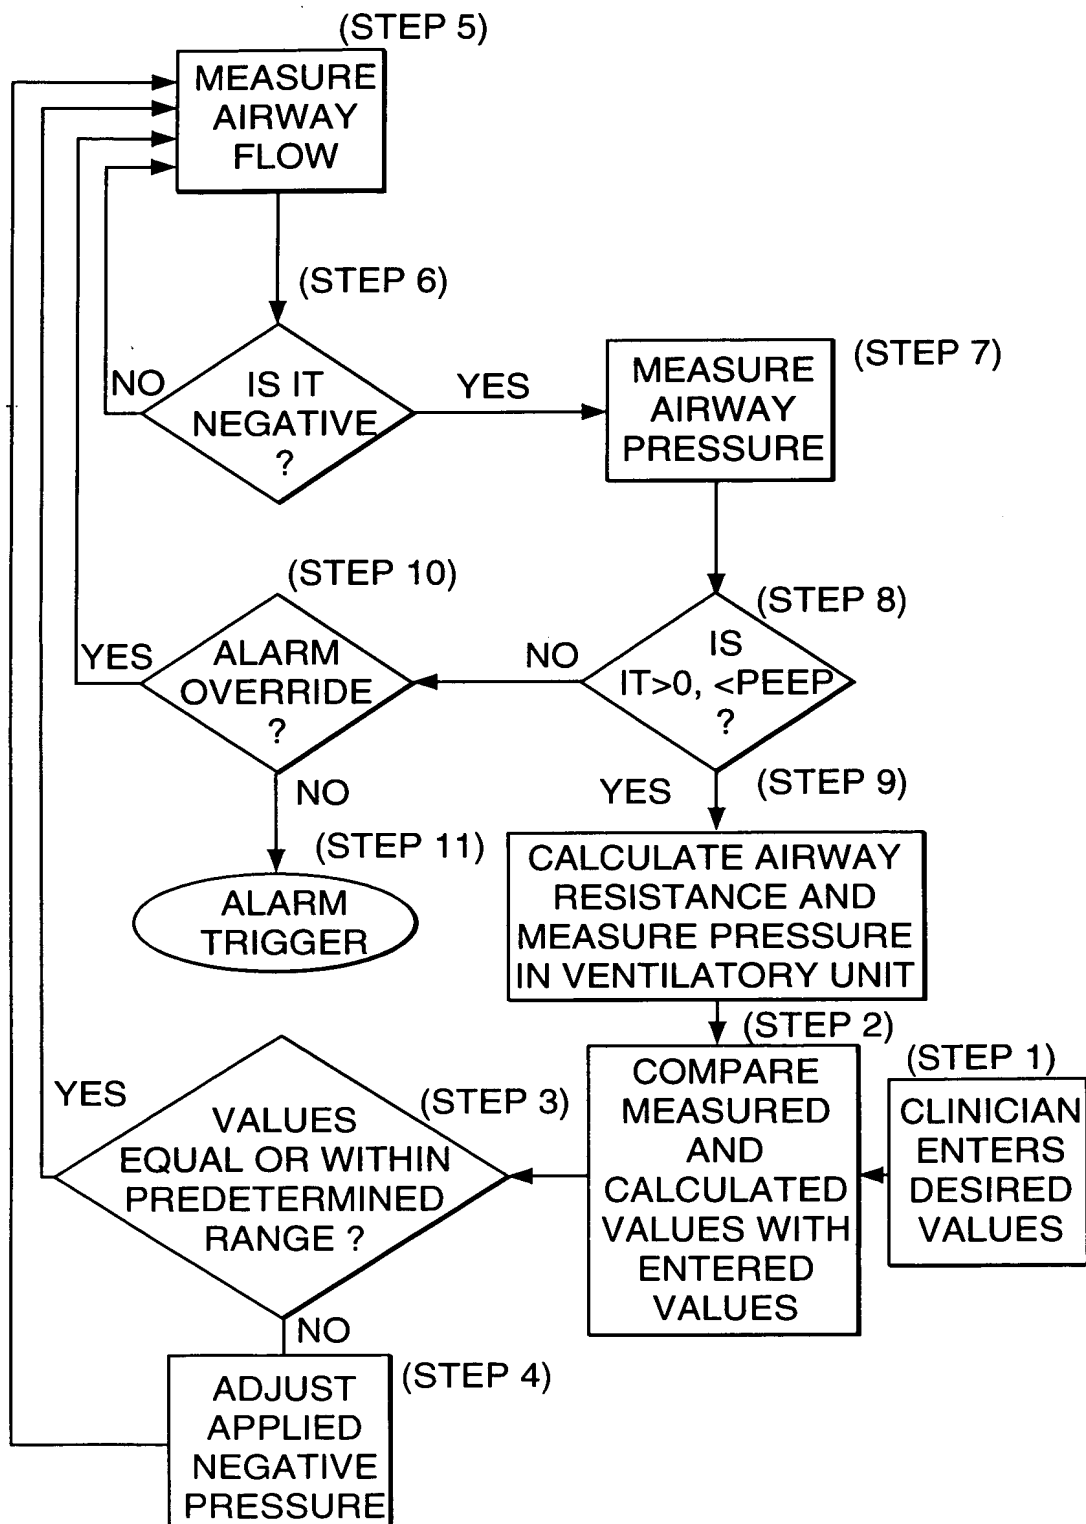 (STEP 5)
MEASURE
AIRWAY
FLOW
(STEP 6)
NO
IS IT
NEGATIVE
?
YES
(STEP 7)
MEASURE
AIRWAY
PRESSURE
(STEP 8)
IS
IT>0, <PEEP
?
NO
(STEP 10)
YES
ALARM
OVERRIDE
?
NO
(STEP 11)
ALARM
TRIGGER
YES
(STEP 9)
CALCULATE AIRWAY
RESISTANCE AND
MEASURE PRESSURE
IN VENTILATORY UNIT
(STEP 2)
COMPARE
MEASURED
AND
CALCULATED
VALUES WITH
ENTERED
VALUES
(STEP 1)
CLINICIAN
ENTERS
DESIRED
VALUES
(STEP 3)
YES
VALUES
EQUAL OR WITHIN
PREDETERMINED
RANGE ?
NO
(STEP 4)
ADJUST
APPLIED
NEGATIVE
PRESSURE